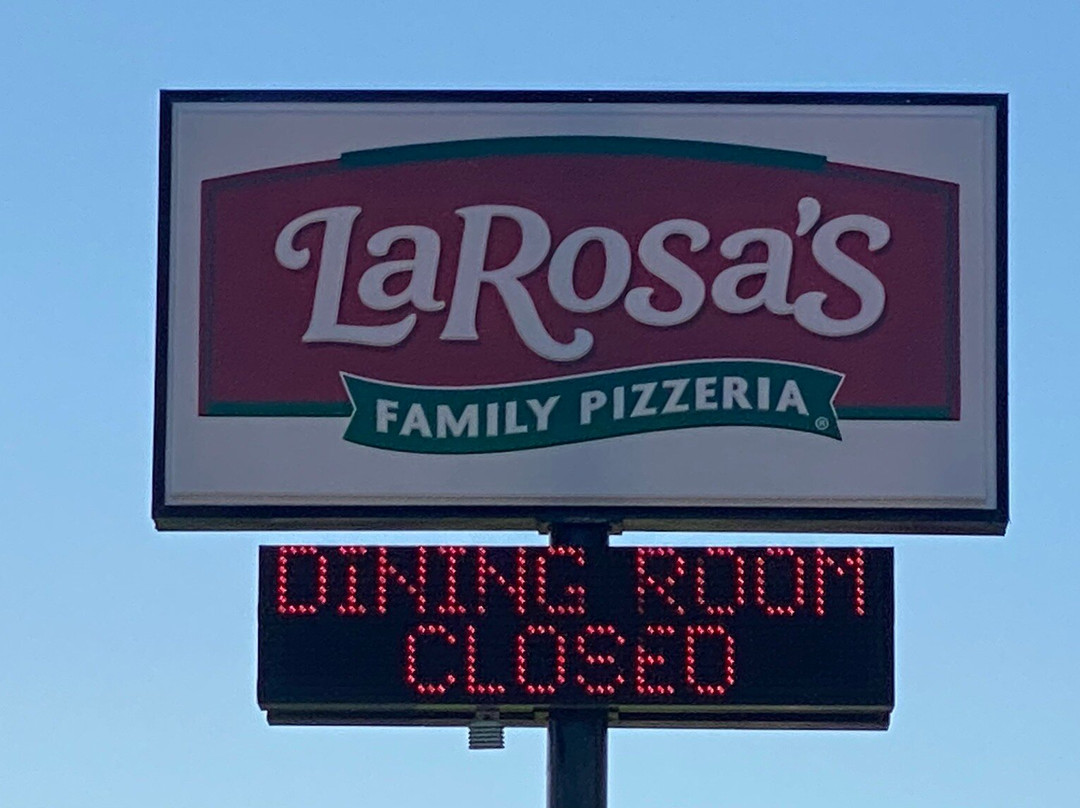 LaRosa's
FAMILY PIZZERIA®
DINING ROOM
CLOSED